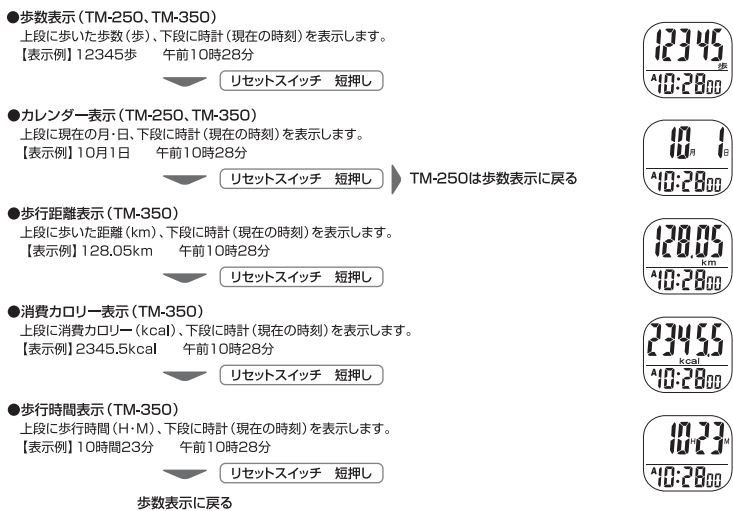 ●歩数表示(TM-250、TM-350)
上段に歩いた歩数(歩)、下段に時計(現在の時刻)を表示します。
【表示例】12345歩　午前10時28分
リセットスイッチ　短押し
12345
歩
A10:2800
●カレンダー表示(TM-250、TM-350)
上段に現在の月・日、下段に時計(現在の時刻)を表示します。
【表示例】10月1日　午前10時28分
リセットスイッチ　短押し　TM-250は歩数表示に戻る
10月 1日
A10:2800
●歩行距離表示(TM-350)
上段に歩いた距離(km)、下段に時計(現在の時刻)を表示します。
【表示例】128.05km　午前10時28分
リセットスイッチ　短押し
128.05
km
A10:2800
●消費カロリー表示(TM-350)
上段に消費カロリー(kcal)、下段に時計(現在の時刻)を表示します。
【表示例】2345.5kcal　午前10時28分
リセットスイッチ　短押し
2345.5
kcal
A10:2800
●歩行時間表示(TM-350)
上段に歩行時間(H・M)、下段に時計(現在の時刻)を表示します。
【表示例】10時間23分　午前10時28分
リセットスイッチ　短押し
10H23M
A10:2800
歩数表示に戻る